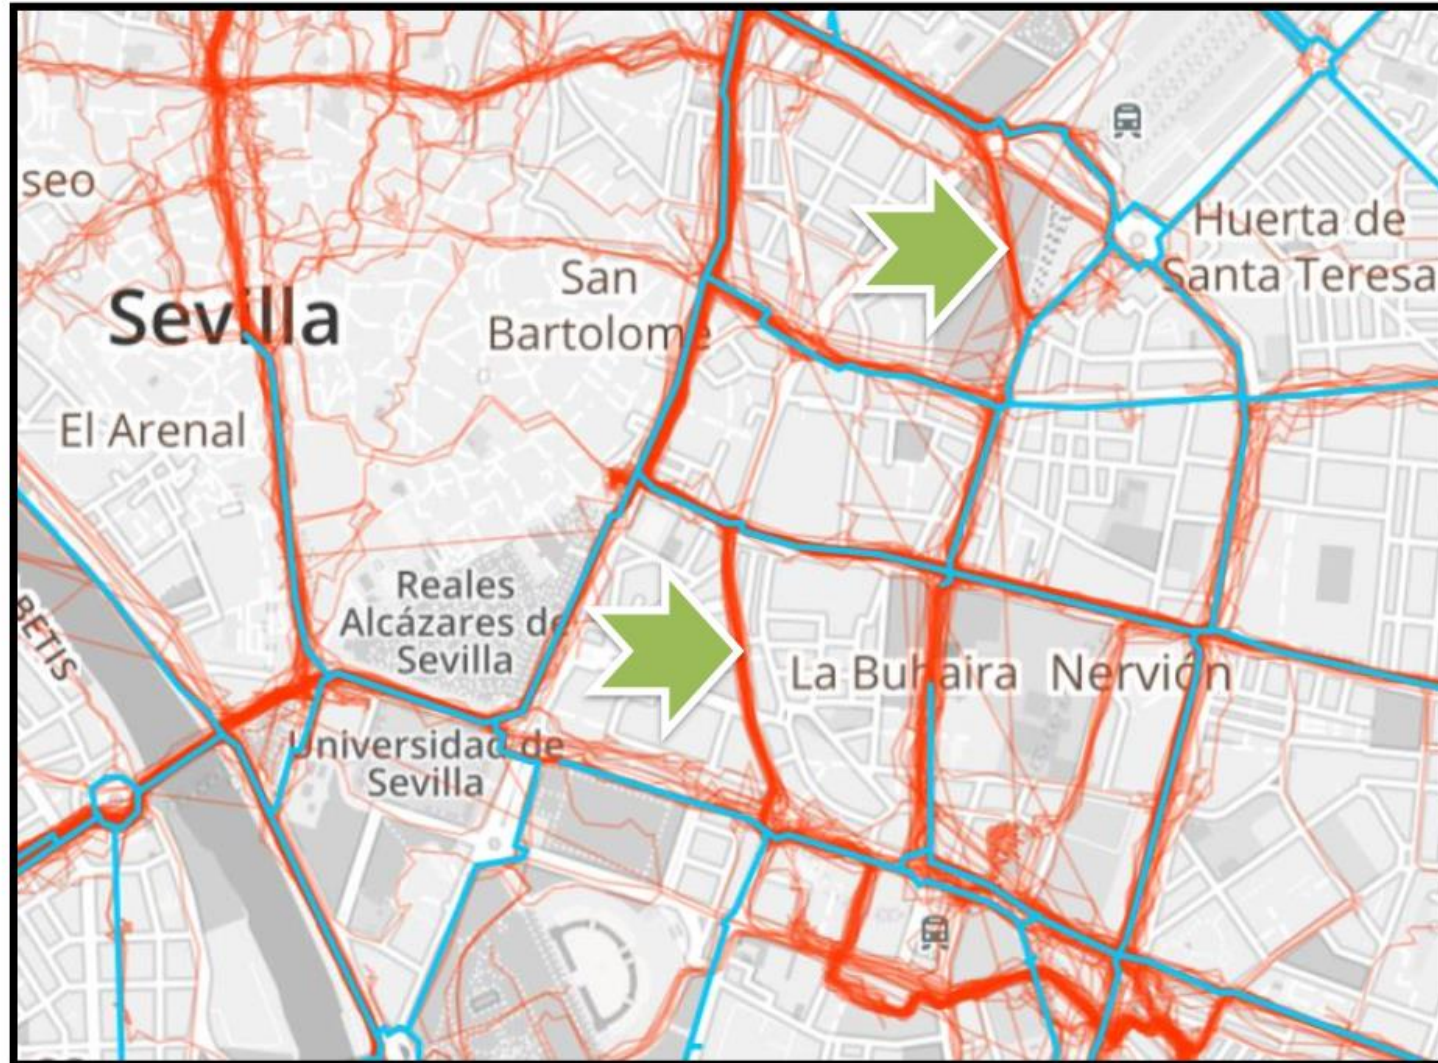 seo
Huerta de
Santa Teresa
San
Bartolomé
Sevilla
El Arenal
Reales
Alcázares de
Sevilla
BETIS
La Buhaira
Nervión
Universidad de
Sevilla